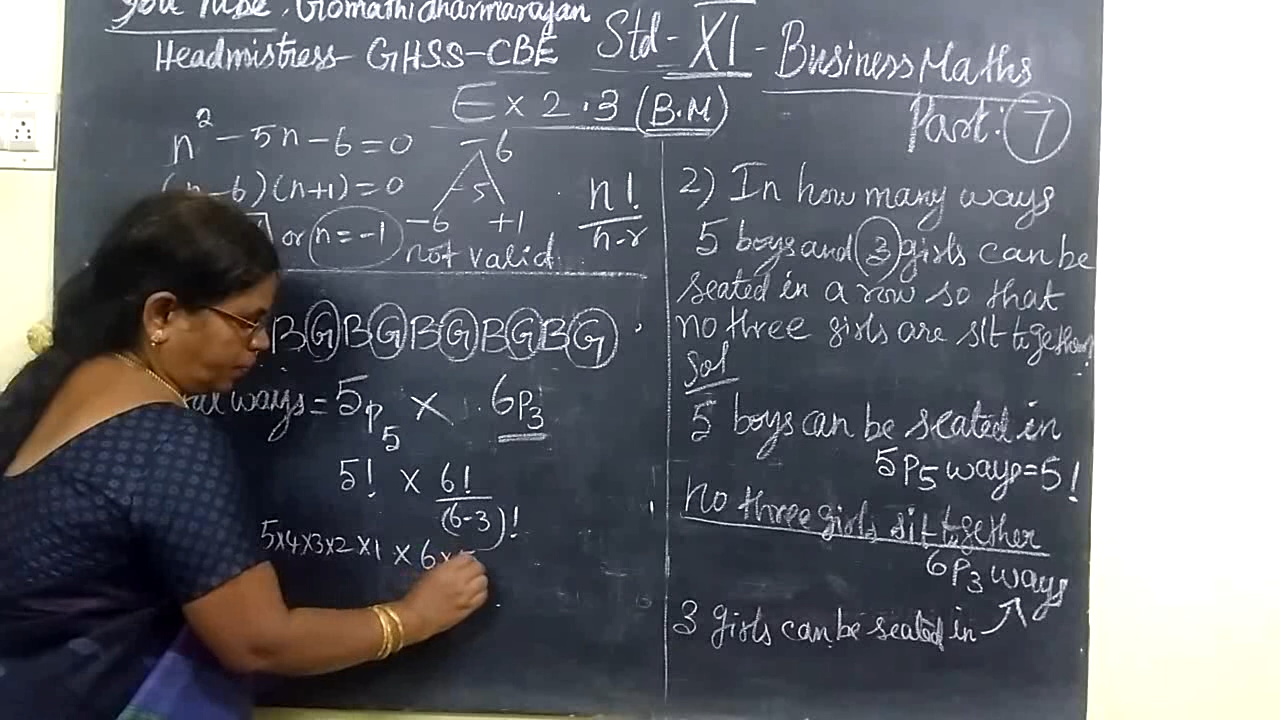 You Tube, Gomathidharmarajan
Headmistress - GHSS-CBE
Std - XI - Business Maths
Ex 2.3 (B.M)
Part: 7
n² - 5n - 6 = 0
-6
-6) (n+1) = 0
-5
-6 +1
or n = -1 not valid
n!
n-r
B G B G B G B G B G
ways = 5p5 × 6P3
5! × 6!
(6-3)!
5×4×3×2×1 × 6×
2) In how many ways
5 boys and 3 girls can be
seated in a row so that
no three girls are sit together?
Sol
5 boys can be seated in
5P5 ways = 5!
no three girls sit together
6P3 ways
3 girls can be seated in